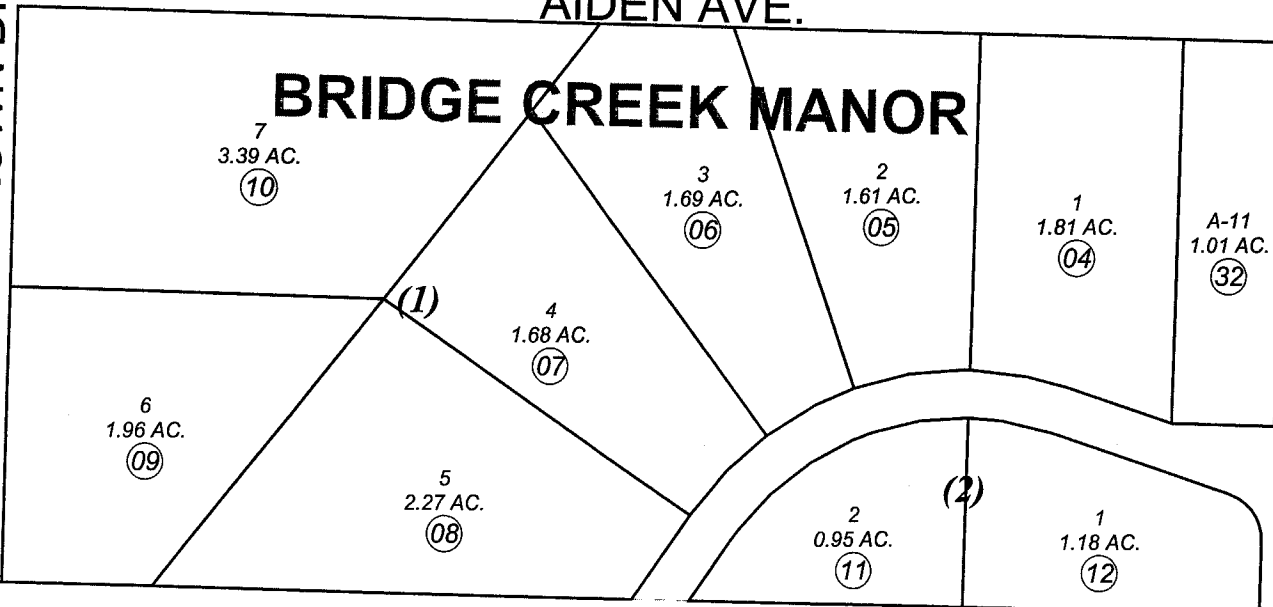 AIDEN AVE.
BRIDGE CREEK MANOR
7
3.39 AC.
10
3
1.69 AC.
06
2
1.61 AC.
05
1
1.81 AC.
04
A-11
1.01 AC.
32
(1)
4
1.68 AC.
07
6
1.96 AC.
09
5
2.27 AC.
08
(2)
2
0.95 AC.
11
1
1.18 AC.
12